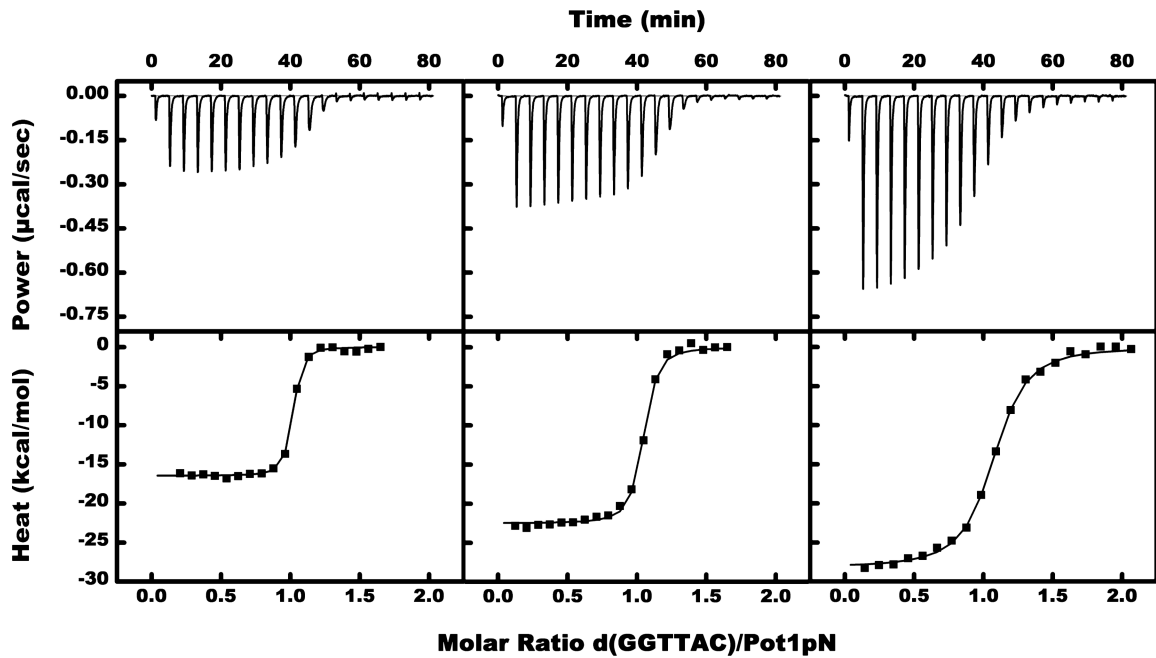 Time (min)
0 20 40 60 80 0 20 40 60 80 0 20 40 60 80
Power (µcal/sec)
0.00
-0.15
-0.30
-0.45
-0.60
-0.75
Heat (kcal/mol)
0
-5
-10
-15
-20
-25
-30
0.0 0.5 1.0 1.5 2.0 0.0 0.5 1.0 1.5 2.0 0.0 0.5 1.0 1.5 2.0
Molar Ratio d(GGTTAC)/Pot1pN